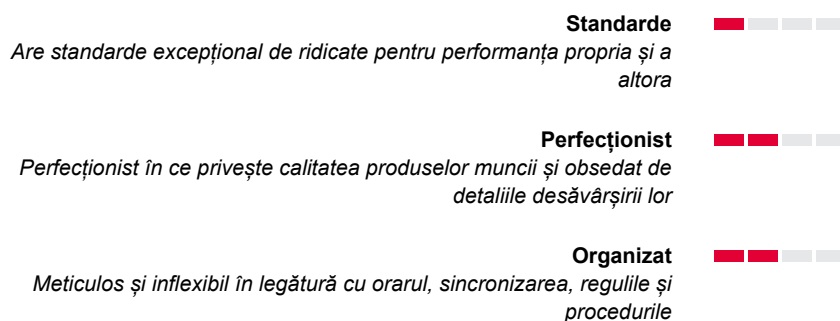 Standarde
Are standarde excepțional de ridicate pentru performanța propria și a
altora
Perfecționist
Perfecționist în ce privește calitatea produselor muncii și obsedat de
detaliile desăvârșirii lor
Organizat
Meticulos și inflexibil în legătură cu orarul, sincronizarea, regulile și
procedurile